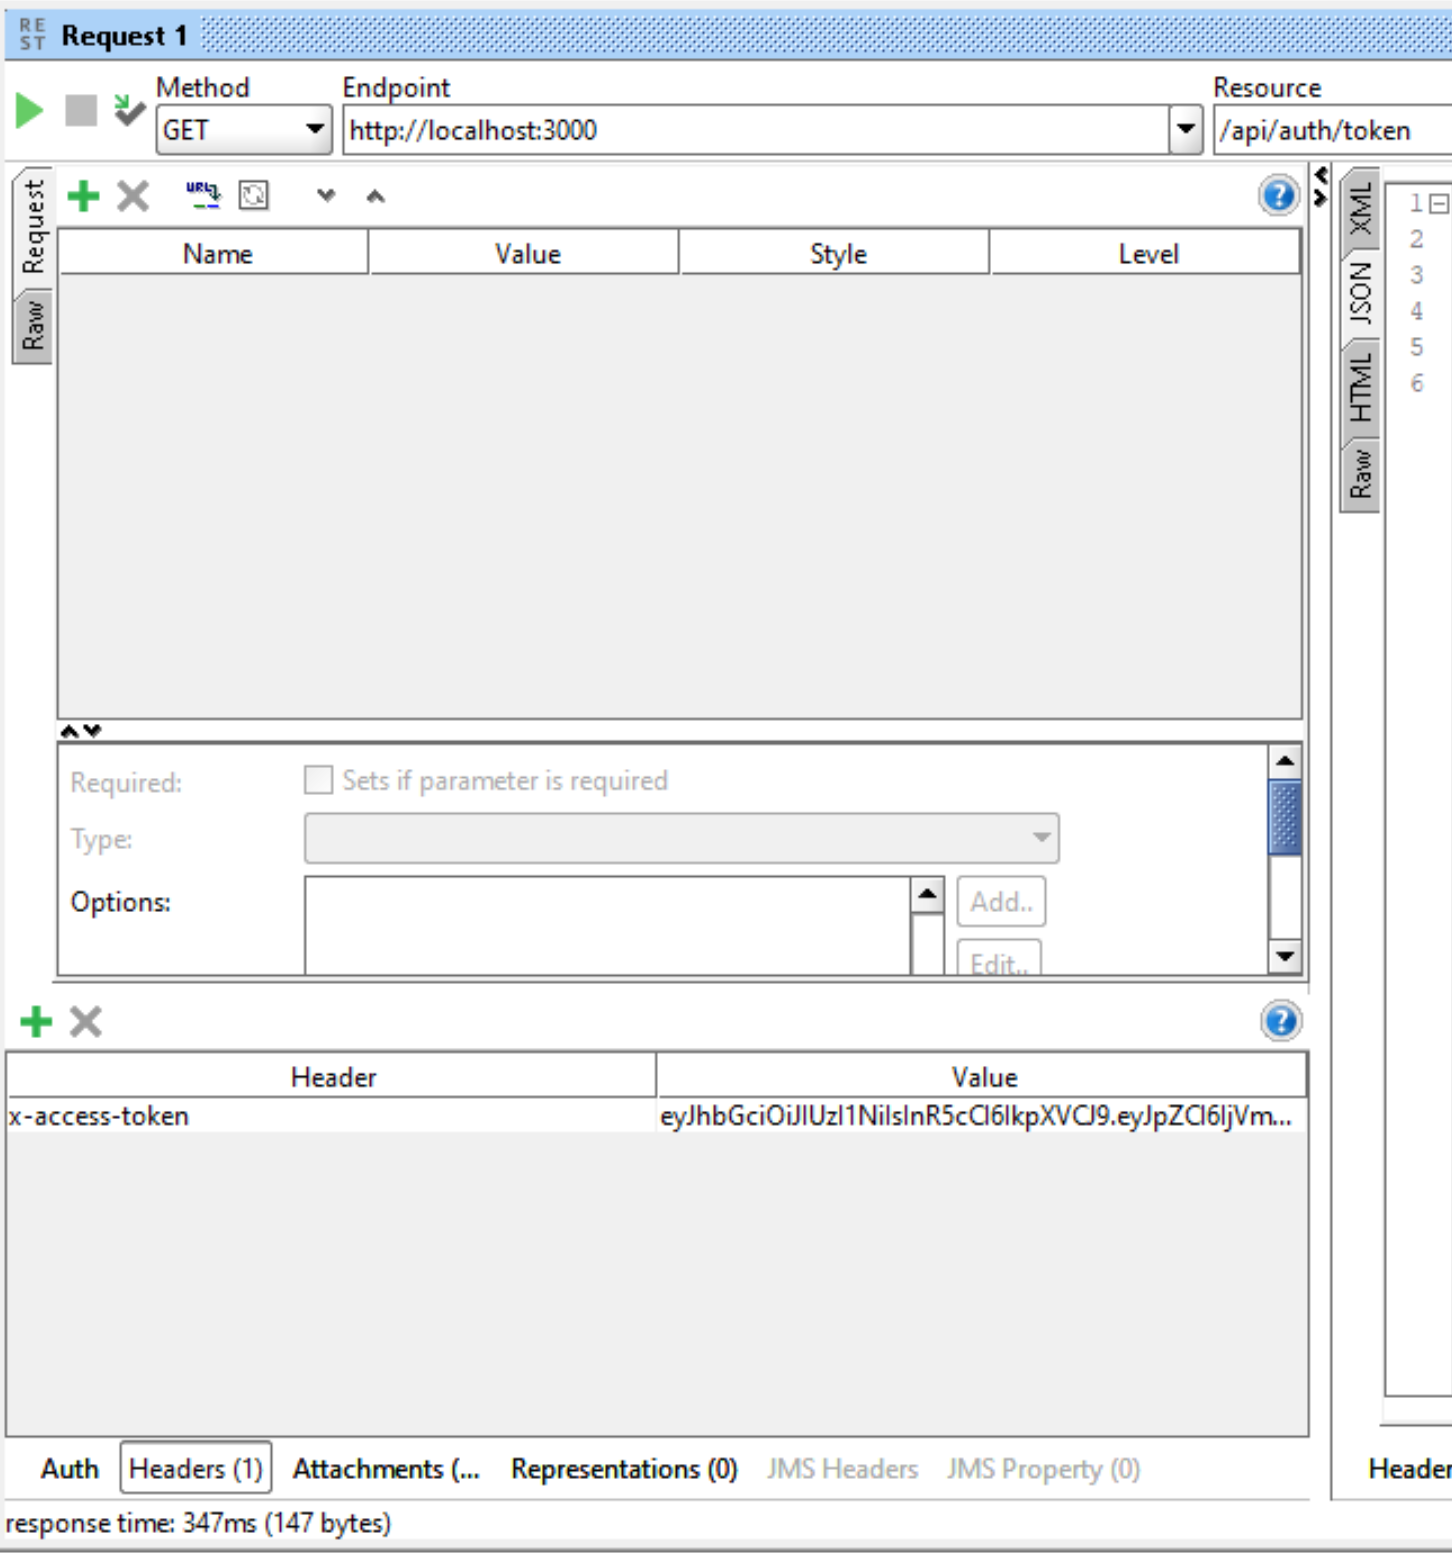 REST Request 1
Method Endpoint Resource
GET http://localhost:3000 /api/auth/token
Request
Raw
URL
Name Value Style Level
Required: Sets if parameter is required
Type:
Options: Add..
Edit..
Header Value
x-access-token eyJhbGciOiJIUzI1NiIsInR5cCI6IkpXVCJ9.eyJpZCI6IjVm...
Auth Headers (1) Attachments (... Representations (0) JMS Headers JMS Property (0)
response time: 347ms (147 bytes)
XML
JSON
HTML
Raw
1
2
3
4
5
6
Header